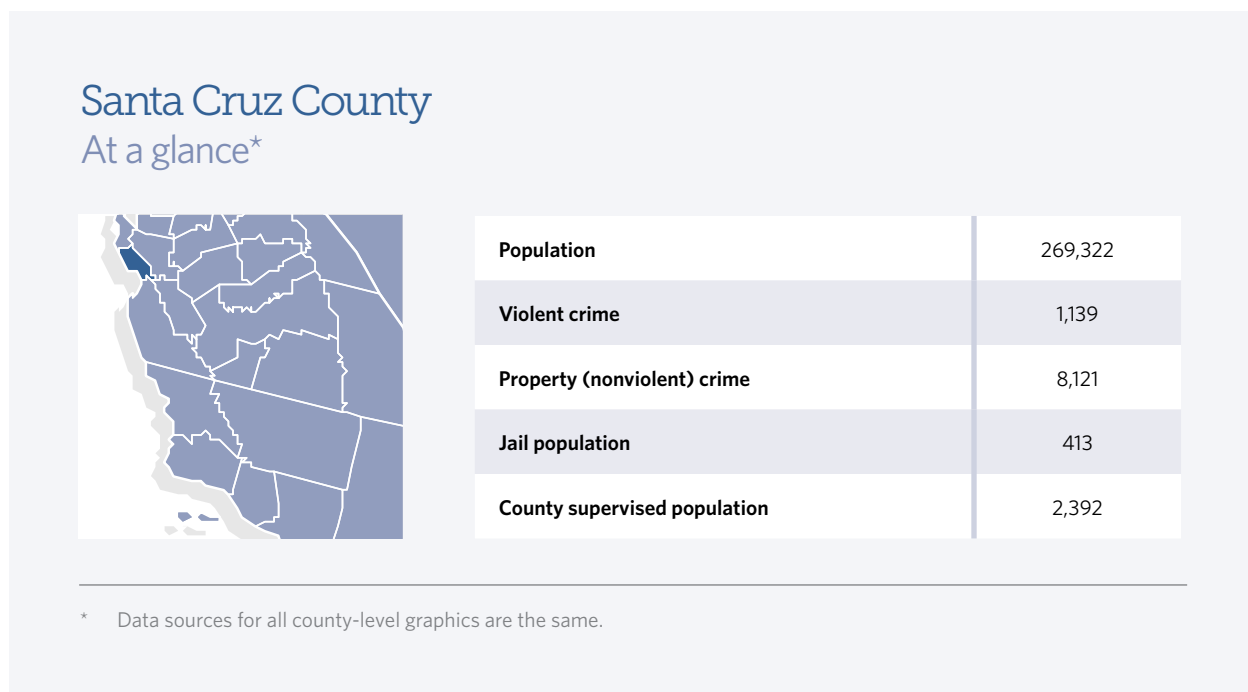 Santa Cruz County
At a glance*
Population 269,322
Violent crime 1,139
Property (nonviolent) crime 8,121
Jail population 413
County supervised population 2,392
* Data sources for all county-level graphics are the same.